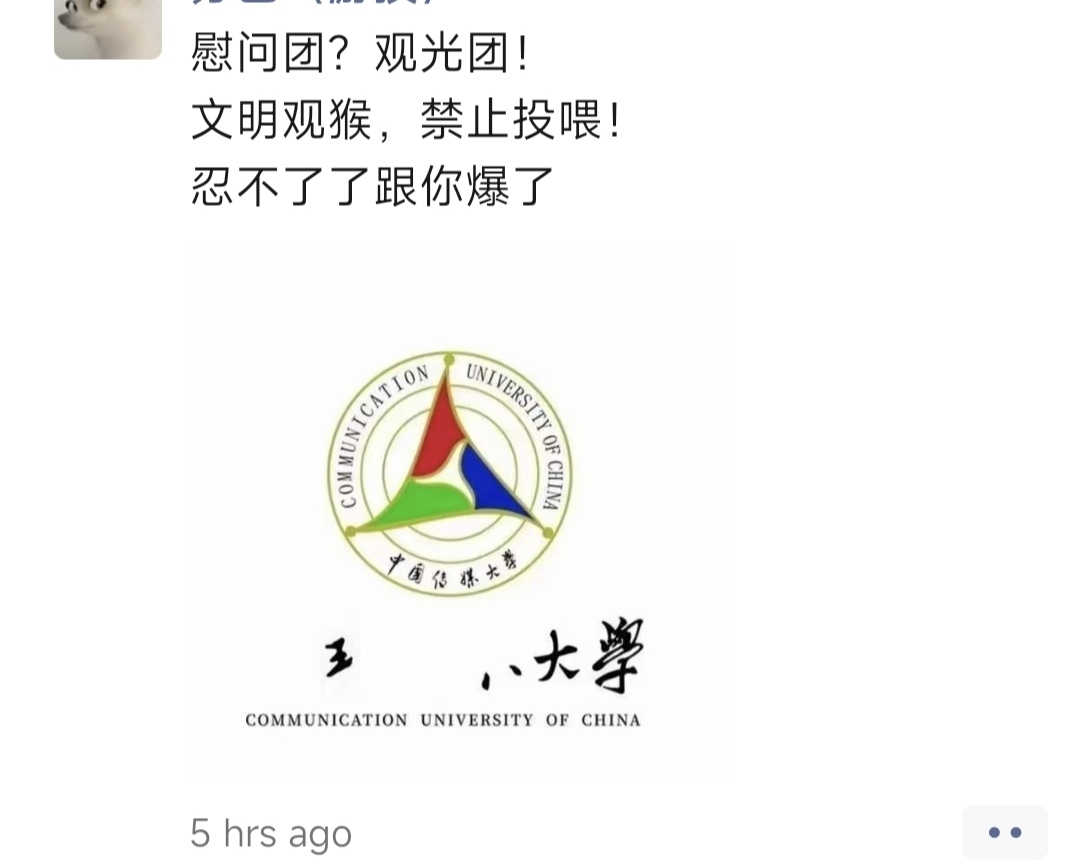 慰问团？观光团！
文明观猴，禁止投喂！
忍不了了跟你爆了
COMMUNICATION UNIVERSITY OF CHINA
中国传媒大学
王 八大學
COMMUNICATION UNIVERSITY OF CHINA
5 hrs ago